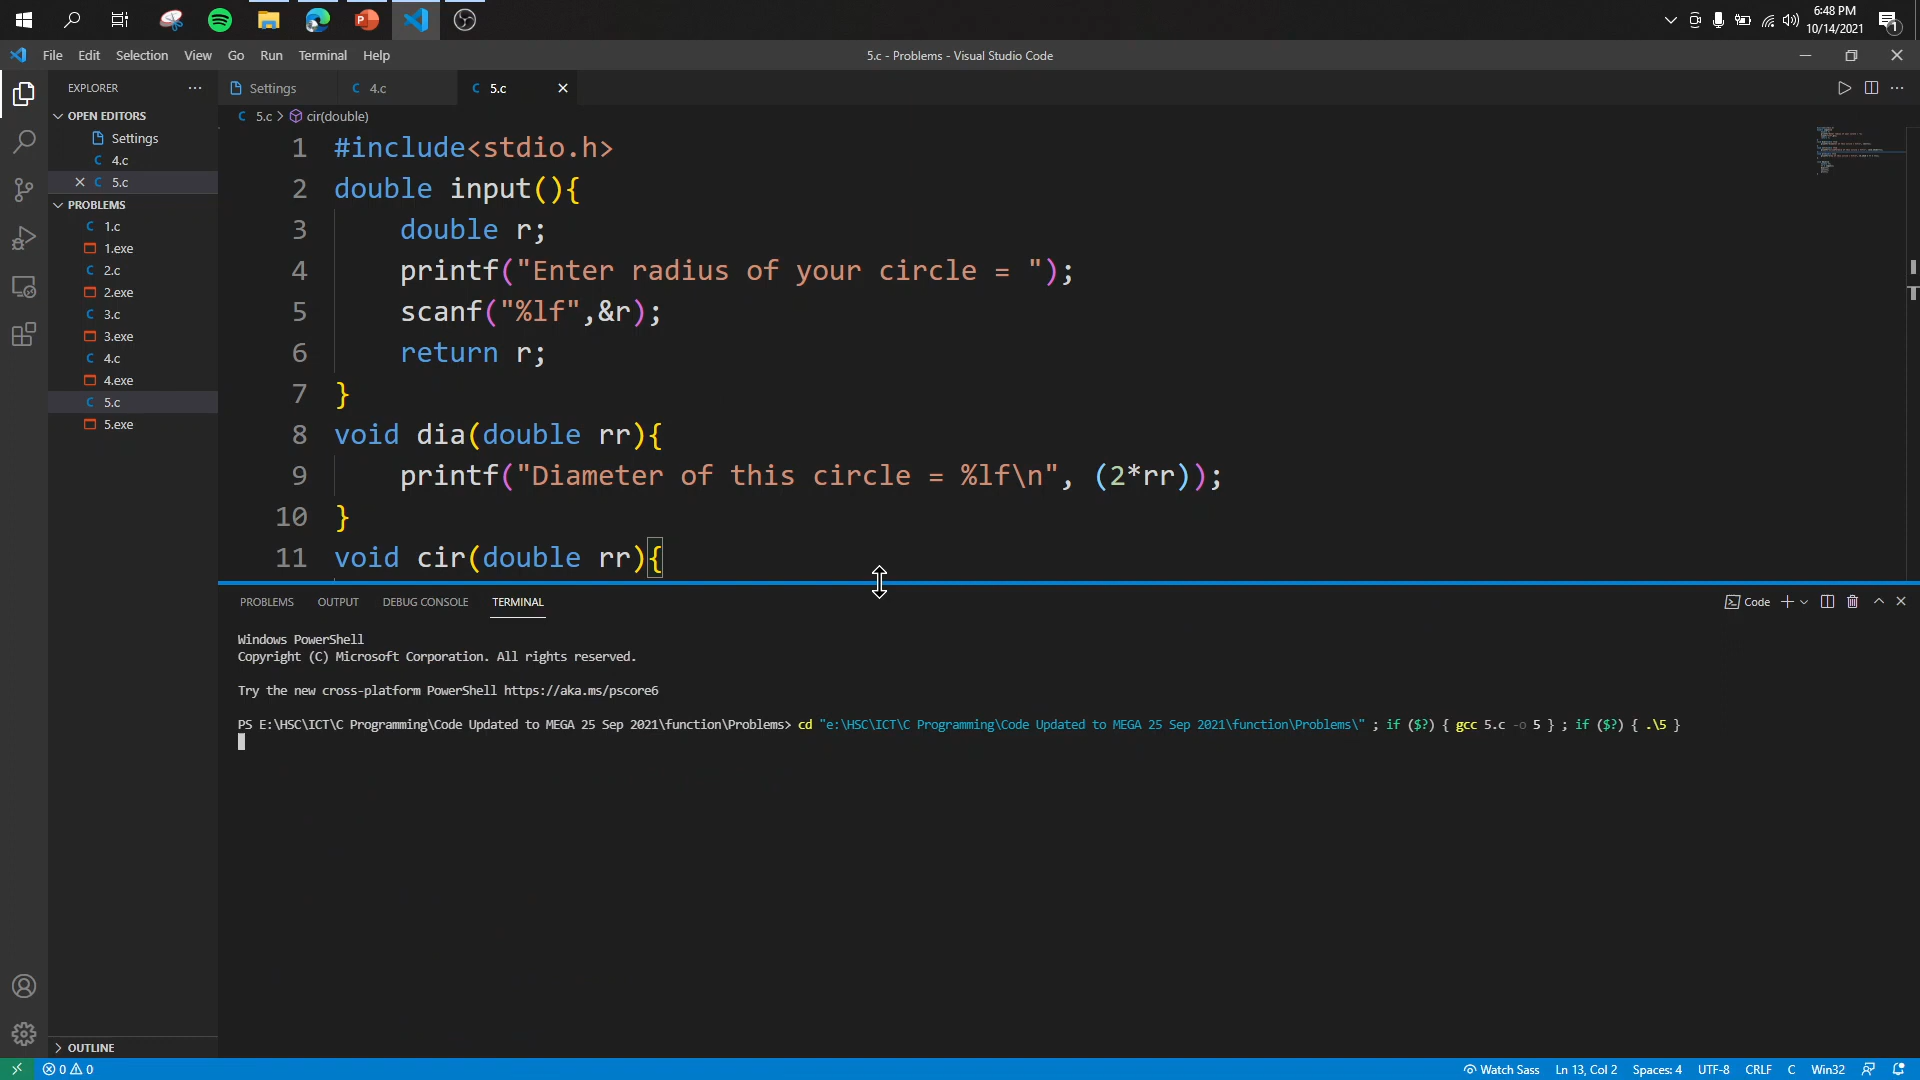 6:48 PM
10/14/2021
1
File Edit Selection View Go Run Terminal Help
5.c - Problems - Visual Studio Code
EXPLORER
OPEN EDITORS
Settings
4.c
5.c
PROBLEMS
1.c
1.exe
2.c
2.exe
3.c
3.exe
4.c
4.exe
5.c
5.exe
OUTLINE
Settings
C 4.c
C 5.c
C 5.c > cir(double)
1 #include<stdio.h>
2 double input(){
3 double r;
4 printf("Enter radius of your circle = ");
5 scanf("%lf",&r);
6 return r;
7 }
8 void dia(double rr){
9 printf("Diameter of this circle = %lf\n", (2*rr));
10 }
11 void cir(double rr){
PROBLEMS OUTPUT DEBUG CONSOLE TERMINAL
Code
Windows PowerShell
Copyright (C) Microsoft Corporation. All rights reserved.
Try the new cross-platform PowerShell https://aka.ms/pscore6
PS E:\HSC\ICT\C Programming\Code Updated to MEGA 25 Sep 2021\function\Problems> cd "e:\HSC\ICT\C Programming\Code Updated to MEGA 25 Sep 2021\function\Problems\" ; if ($?) { gcc 5.c -o 5 } ; if ($?) { .\5 }
0 0
Watch Sass Ln 13, Col 2 Spaces: 4 UTF-8 CRLF C Win32